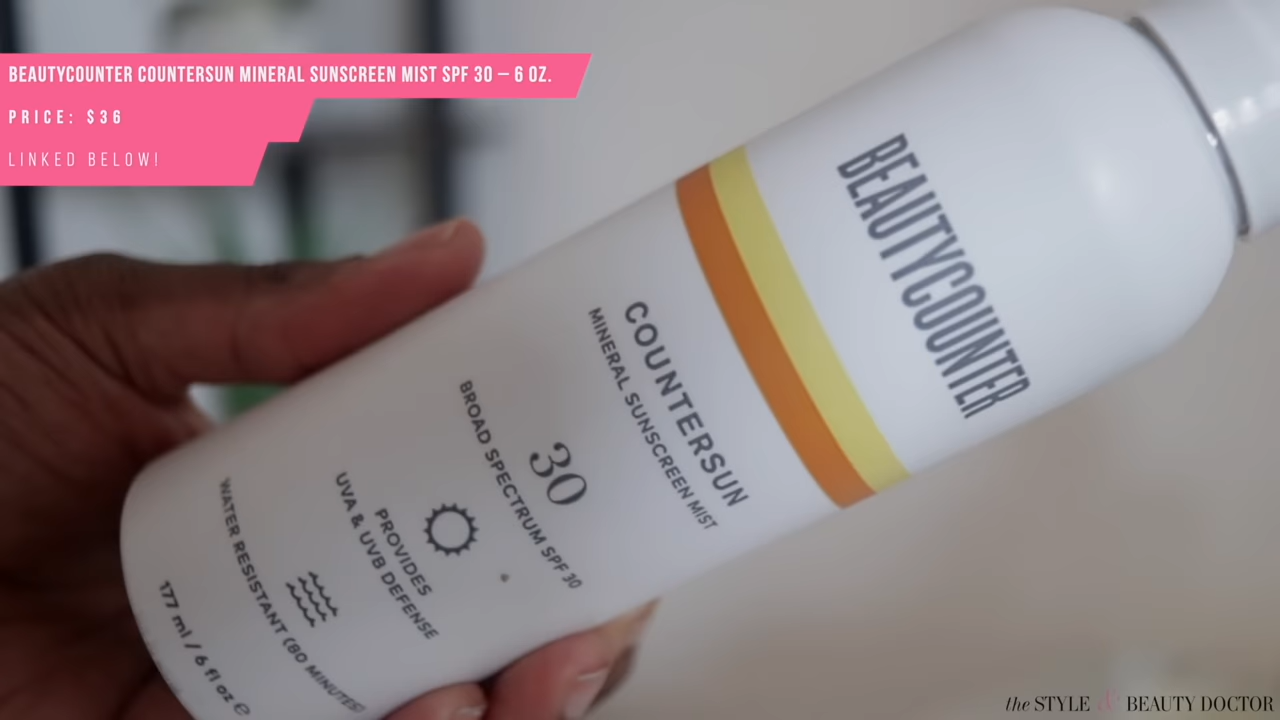 BEAUTYCOUNTER COUNTERSUN MINERAL SUNSCREEN MIST SPF 30 – 6 OZ.
PRICE: $36
LINKED BELOW!
BEAUTYCOUNTER
COUNTERSUN
MINERAL SUNSCREEN MIST
30
BROAD SPECTRUM SPF 30
PROVIDES
UVA & UVB DEFENSE
WATER RESISTANT (80 MINUTES)
177 ml / 6 fl oz e
the STYLE & BEAUTY DOCTOR